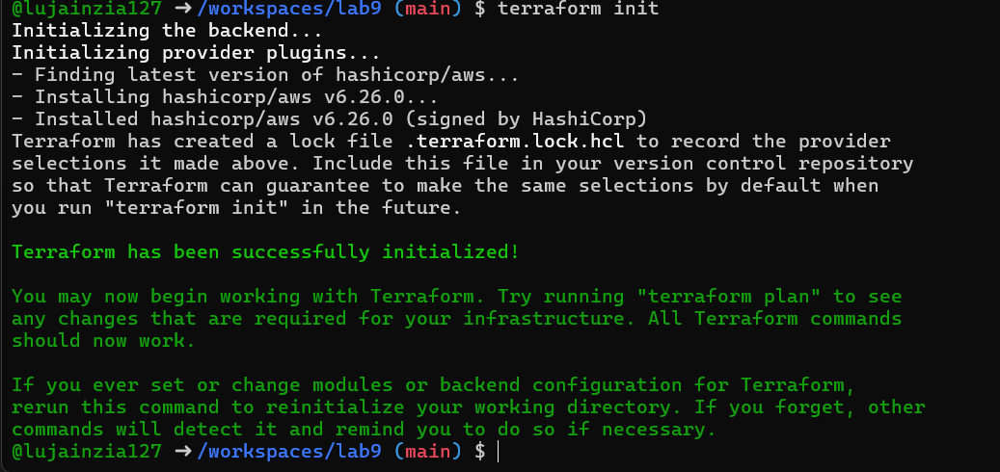 @lujainzia127 ➜ /workspaces/lab9 (main) $ terraform init
Initializing the backend...
Initializing provider plugins...
- Finding latest version of hashicorp/aws...
- Installing hashicorp/aws v6.26.0...
- Installed hashicorp/aws v6.26.0 (signed by HashiCorp)
Terraform has created a lock file .terraform.lock.hcl to record the provider
selections it made above. Include this file in your version control repository
so that Terraform can guarantee to make the same selections by default when
you run "terraform init" in the future.
Terraform has been successfully initialized!
You may now begin working with Terraform. Try running "terraform plan" to see
any changes that are required for your infrastructure. All Terraform commands
should now work.
If you ever set or change modules or backend configuration for Terraform,
rerun this command to reinitialize your working directory. If you forget, other
commands will detect it and remind you to do so if necessary.
@lujainzia127 ➜ /workspaces/lab9 (main) $